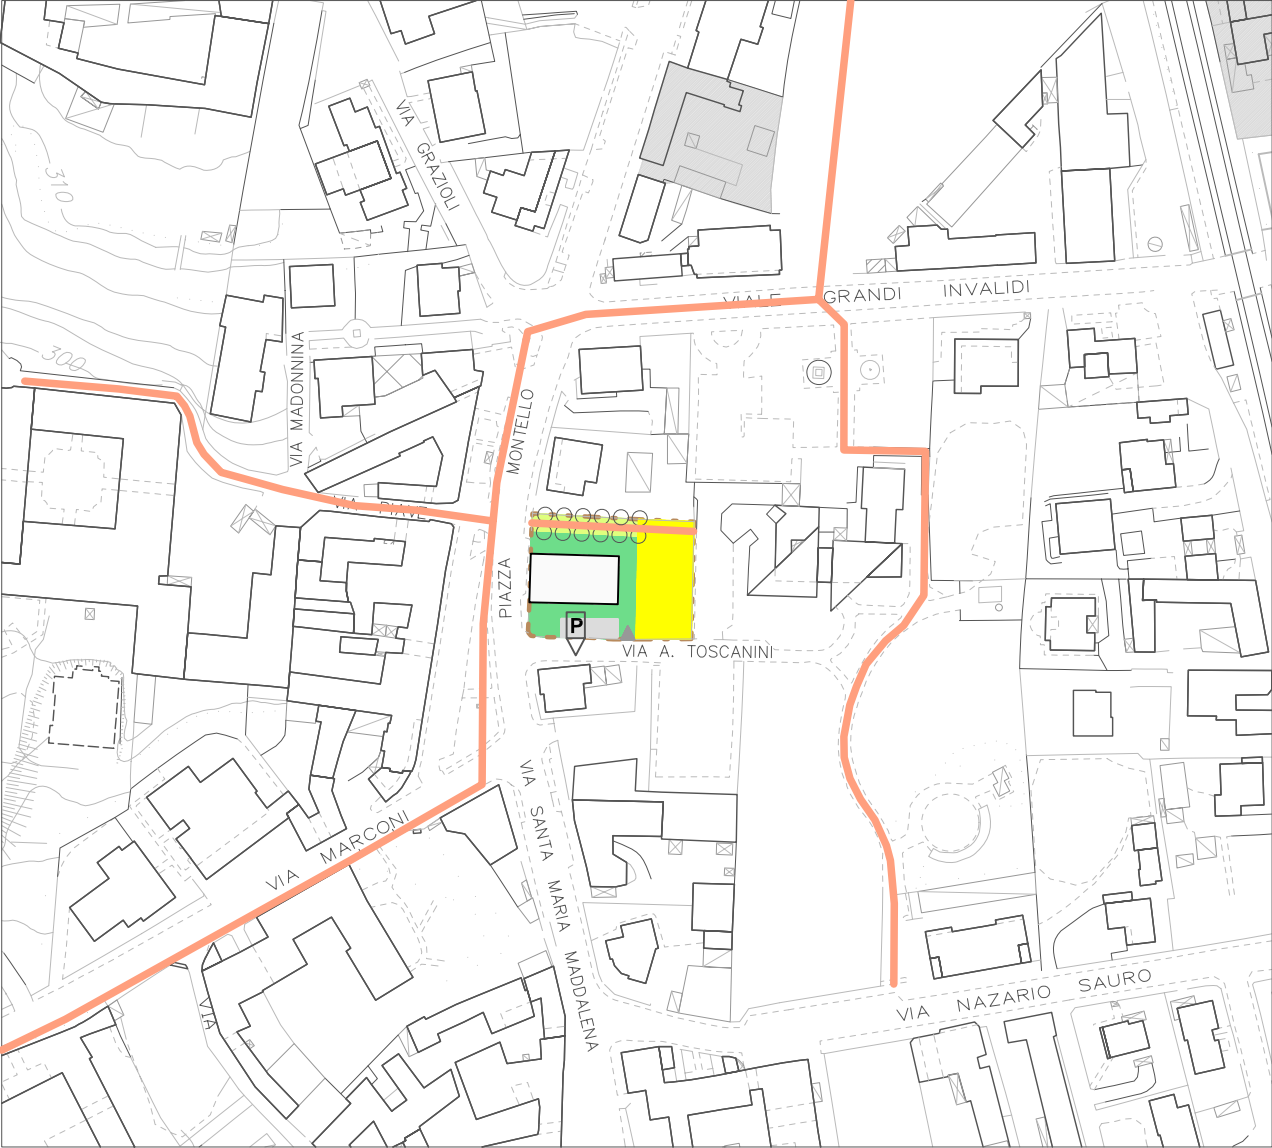 VIA GRAZIOLI
310
300
VIALE GRANDI INVALIDI
VIA MADONNINA
MONTELLO
VIA PIAVE
PIAZZA
P
VIA A. TOSCANINI
VIA MARCONI
VIA SANTA MARIA MADDALENA
VIA
VIA NAZARIO SAURO